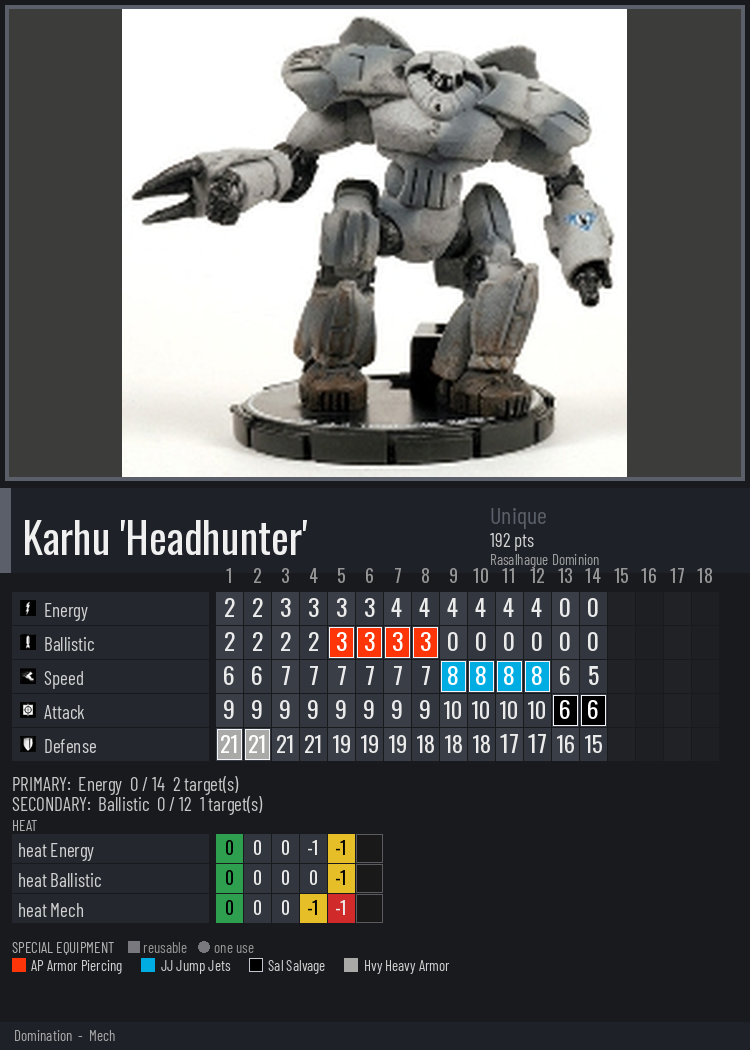 Karhu 'Headhunter'
Unique
192 pts
Rasalhague Dominion
1 2 3 4 5 6 7 8 9 10 11 12 13 14 15 16 17 18
Energy 2 2 3 3 3 3 4 4 4 4 4 4 0 0
Ballistic 2 2 2 2 3 3 3 3 0 0 0 0 0 0
Speed 6 6 7 7 7 7 7 7 8 8 8 8 6 5
Attack 9 9 9 9 9 9 9 9 10 10 10 10 6 6
Defense 21 21 21 21 19 19 19 18 18 18 17 17 16 15
PRIMARY: Energy 0 / 14 2 target(s)
SECONDARY: Ballistic 0 / 12 1 target(s)
HEAT
heat Energy 0 0 0 -1 -1
heat Ballistic 0 0 0 0 -1
heat Mech 0 0 0 -1 -1
SPECIAL EQUIPMENT reusable one use
AP Armor Piercing JJ Jump Jets Sal Salvage Hvy Heavy Armor
Domination - Mech